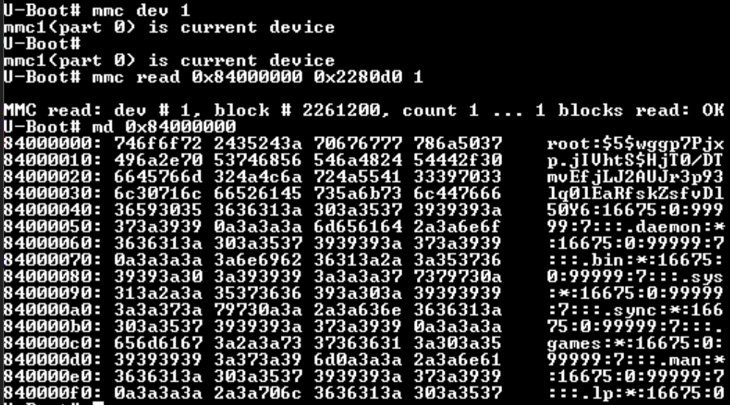 U-Boot# mmc dev 1
mmc1(part 0) is current device
U-Boot#
mmc1(part 0) is current device
U-Boot# mmc read 0x84000000 0x2280d0 1
MMC read: dev # 1, block # 2261200, count 1 ... 1 blocks read: OK
U-Boot# md 0x84000000
84000000: 746f6f72 2435243a 70676777 786a5037    root:$5$wggp7Pjx
84000010: 496a2e70 53746856 546a4824 54442f30    p.jIVhtS$HjT0/DT
84000020: 6645766d 324a4c6a 724a5541 33397033    mvEfjLJ2AUJr3p93
84000030: 6c30716c 66526145 735a6b73 6c447666    lq0lEaRfskZsfvDl
84000040: 36593035 3636313a 303a3537 3939393a    50Y6:16675:0:999
84000050: 373a3939 0a3a3a3a 6d656164 2a3a6e6f    99:7:::.daemon:*
84000060: 3636313a 303a3537 3939393a 373a3939    :16675:0:99999:7
84000070: 0a3a3a3a 3a6e6962 36313a2a 3a353736    :::.bin:*:16675:
84000080: 39393a30 3a393939 3a3a3a37 7379730a    0:99999:7:::.sys
84000090: 313a2a3a 35373636 393a303a 39393939    :*:16675:0:99999
840000a0: 3a3a373a 79730a3a 2a3a636e 3636313a    :7:::.sync:*:166
840000b0: 303a3537 3939393a 373a3939 0a3a3a3a    75:0:99999:7:::.
840000c0: 656d6167 3a2a3a73 37363631 3a303a35    games:*:16675:0:
840000d0: 39393939 3a373a39 6d0a3a3a 2a3a6e61    99999:7:::.man:*
840000e0: 3636313a 303a3537 3939393a 373a3939    :16675:0:99999:7
840000f0: 0a3a3a3a 2a3a706c 3636313a 303a3537    :::.lp:*:16675:0
U-Boot#